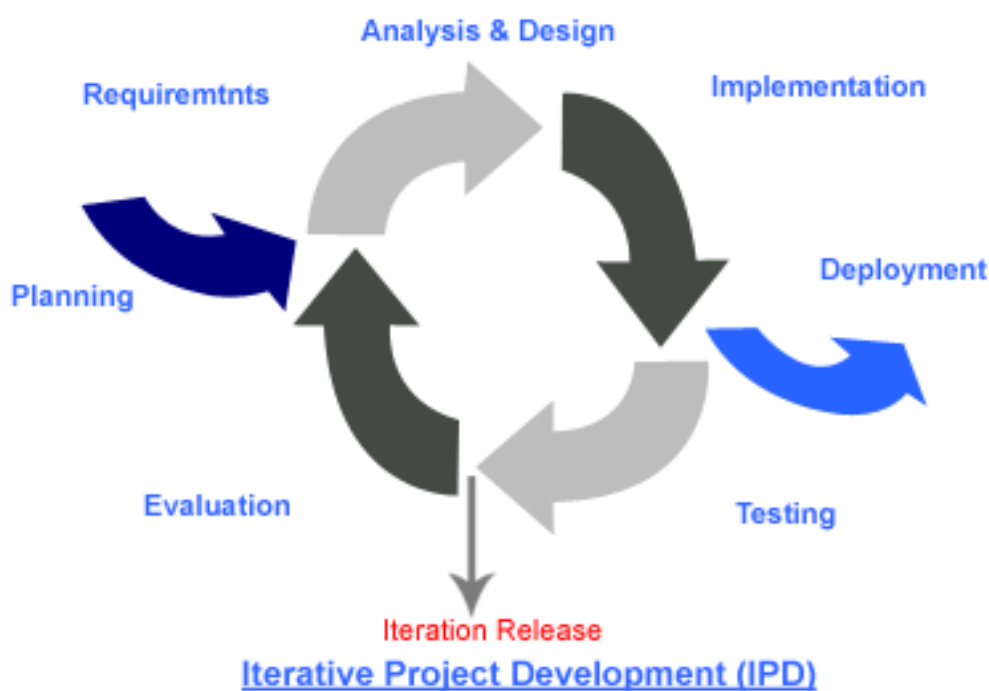 Analysis & Design
Requiremtnts
Implementation
Deployment
Planning
Evaluation
Testing
Iteration Release
Iterative Project Development (IPD)